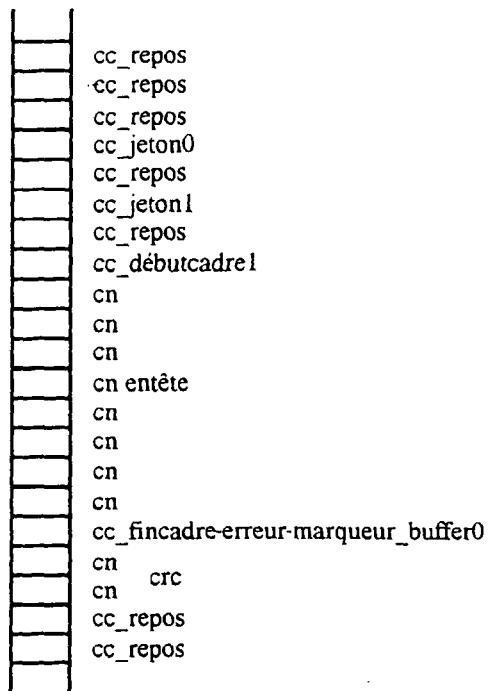 cc_repos
cc_repos
cc_repos
cc_jeton0
cc_repos
cc_jeton1
cc_repos
cc_débutcadre1
cn
cn
cn
cn entête
cn
cn
cn
cn
cc_fincadre-erreur-marqueur_buffer0
cn
crc
cn
cc_repos
cc_repos